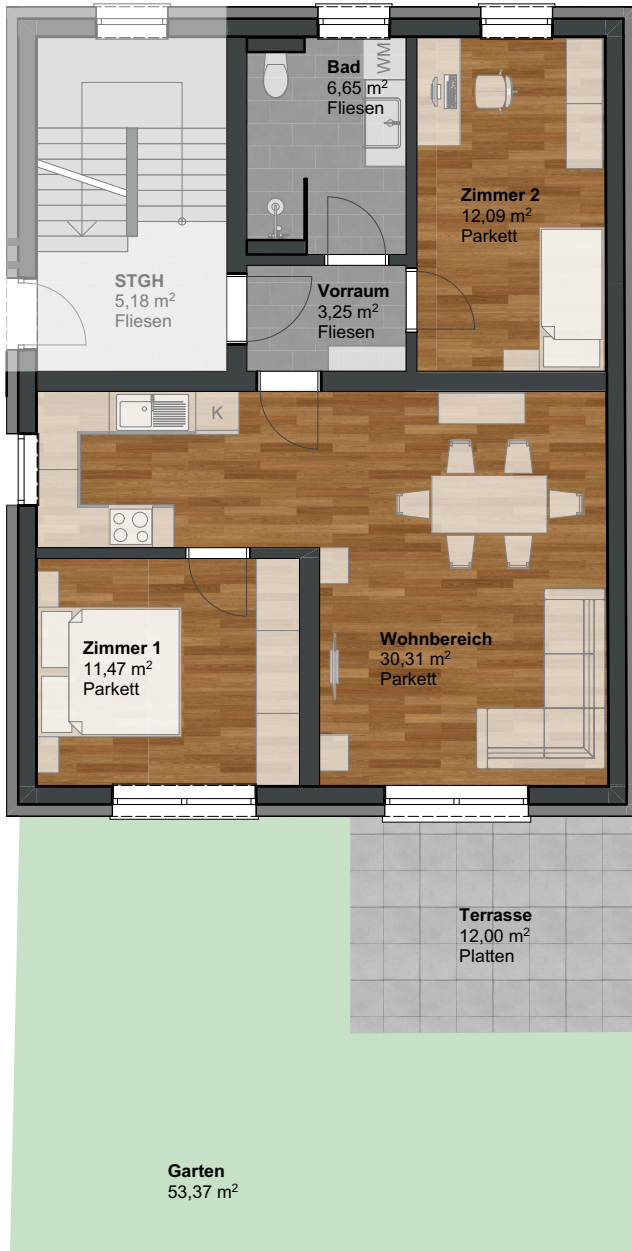 Bad
6,65 m²
Fliesen
WM
Zimmer 2
12,09 m²
Parkett
STGH
5,18 m²
Fliesen
Vorraum
3,25 m²
Fliesen
K
Zimmer 1
11,47 m²
Parkett
Wohnbereich
30,31 m²
Parkett
Terrasse
12,00 m²
Platten
Garten
53,37 m²